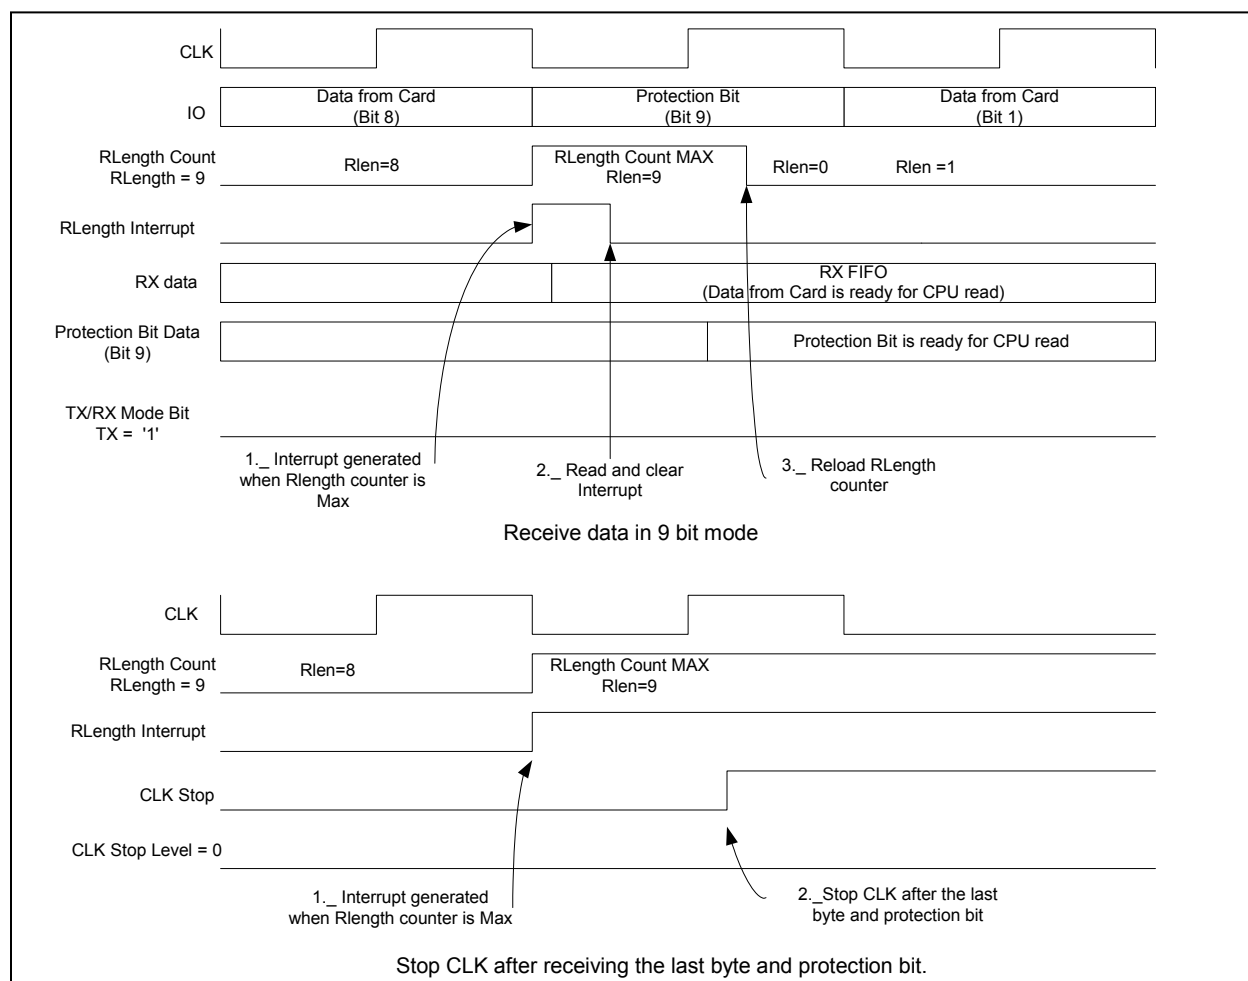 CLK
IO
Data from Card
(Bit 8)
Protection Bit
(Bit 9)
Data from Card
(Bit 1)
RLength Count
RLength = 9
Rlen=8
RLength Count MAX
Rlen=9
Rlen=0
Rlen =1
RLength Interrupt
RX data
RX FIFO
(Data from Card is ready for CPU read)
Protection Bit Data
(Bit 9)
Protection Bit is ready for CPU read
TX/RX Mode Bit
TX = '1'
1._ Interrupt generated
when Rlength counter is
Max
2._ Read and clear
Interrupt
3._ Reload RLength
counter
Receive data in 9 bit mode
CLK
RLength Count
RLength = 9
Rlen=8
RLength Count MAX
Rlen=9
RLength Interrupt
CLK Stop
CLK Stop Level = 0
1._ Interrupt generated
when Rlength counter is Max
2._Stop CLK after the last
byte and protection bit
Stop CLK after receiving the last byte and protection bit.